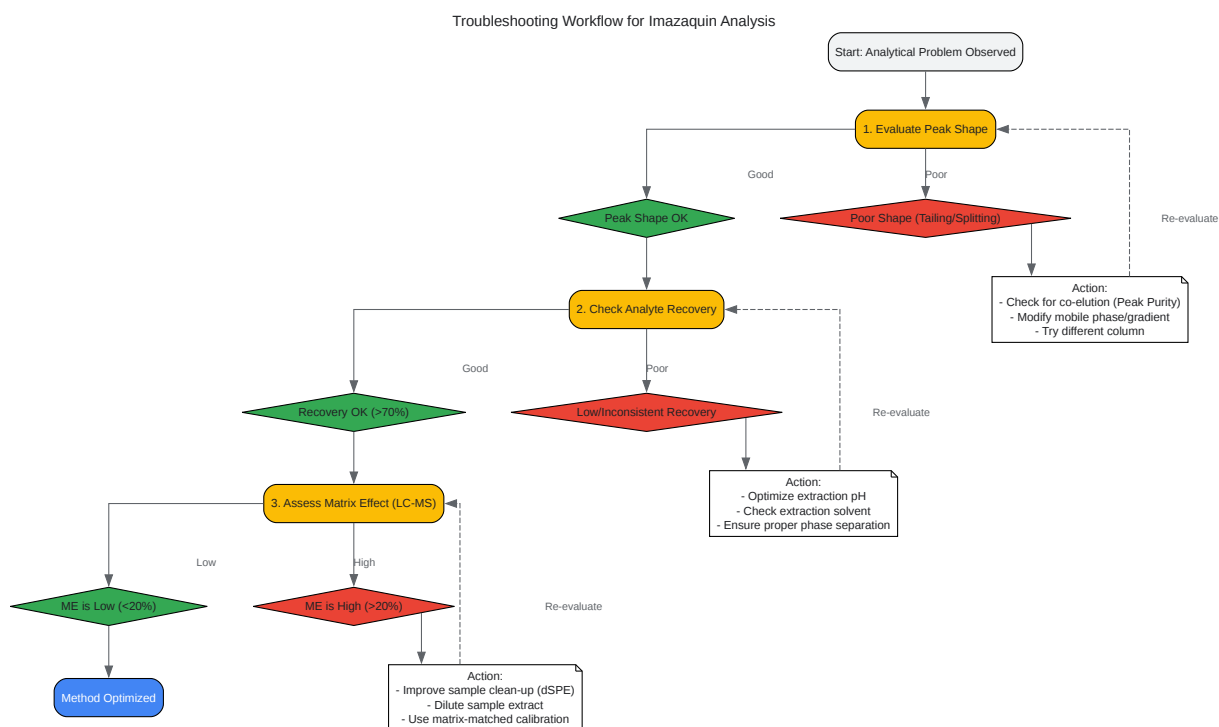 Troubleshooting Workflow for Imazaquin Analysis
Start: Analytical Problem Observed
1. Evaluate Peak Shape
Good
Poor
Peak Shape OK
Poor Shape (Tailing/Splitting)
Re-evaluate
Action:
- Check for co-elution (Peak Purity)
- Modify mobile phase/gradient
- Try different column
2. Check Analyte Recovery
Good
Poor
Recovery OK (>70%)
Low/Inconsistent Recovery
Re-evaluate
Action:
- Optimize extraction pH
- Check extraction solvent
- Ensure proper phase separation
3. Assess Matrix Effect (LC-MS)
Low
High
ME is Low (<20%)
ME is High (>20%)
Re-evaluate
Method Optimized
Action:
- Improve sample clean-up (dSPE)
- Dilute sample extract
- Use matrix-matched calibration